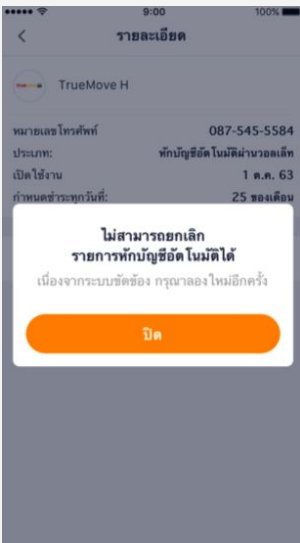 9:00
100%
รายละเอียด
TrueMove H
หมายเลขโทรศัพท์ 087-545-5584
ประเภท: หักบัญชีอัตโนมัติผ่านวอลเล็ท
เปิดใช้งาน 1 ต.ค. 63
กำหนดชำระทุกวันที่: 25 ของเดือน
ไม่สามารถยกเลิก
รายการหักบัญชีอัตโนมัติได้
เนื่องจากระบบขัดข้อง กรุณาลองใหม่อีกครั้ง
ปิด